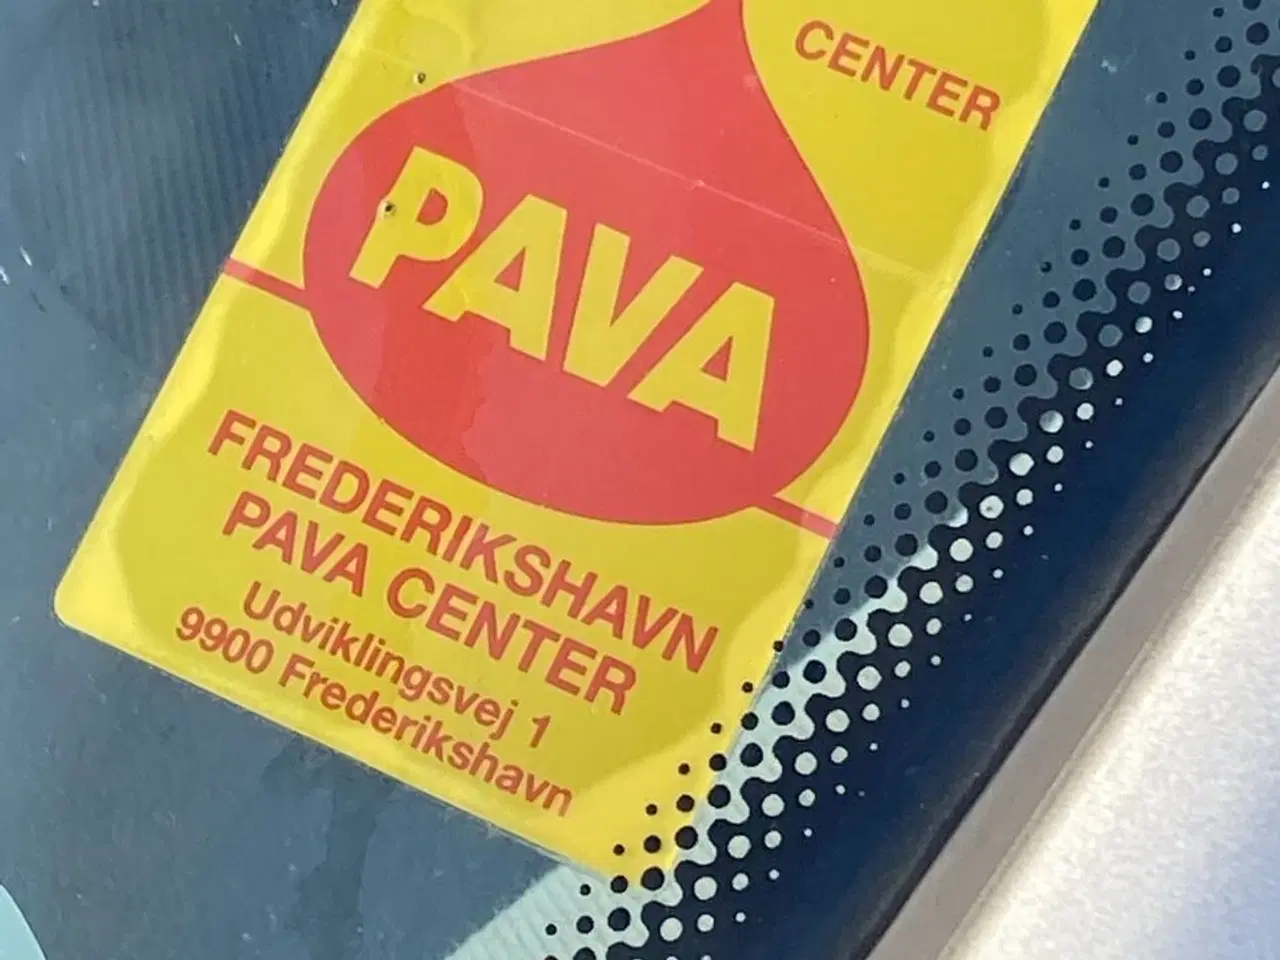 CENTER
PAVA
FREDERIKSHAVN
PAVA CENTER
Udviklingsvej 1
9900 Frederikshavn